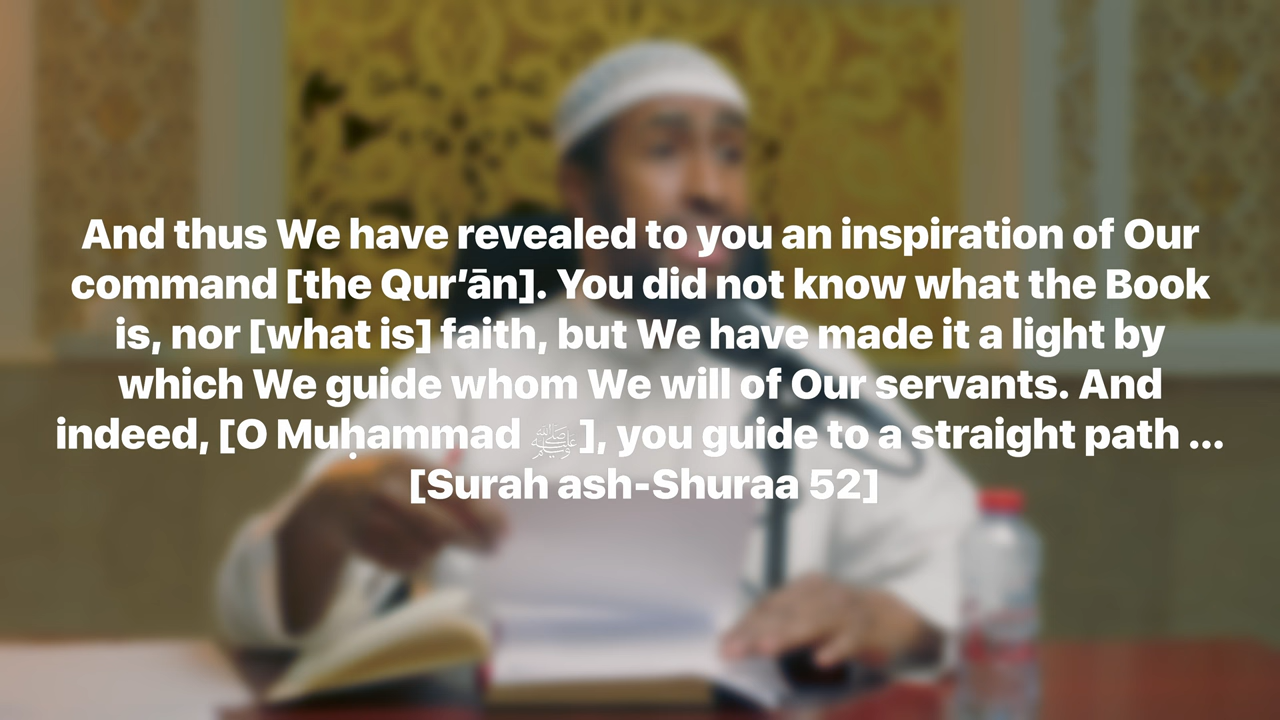 And thus We have revealed to you an inspiration of Our
command [the Qur’ān]. You did not know what the Book
is, nor [what is] faith, but We have made it a light by
which We guide whom We will of Our servants. And
indeed, [O Muḥammad ﷺ], you guide to a straight path ...
[Surah ash-Shuraa 52]